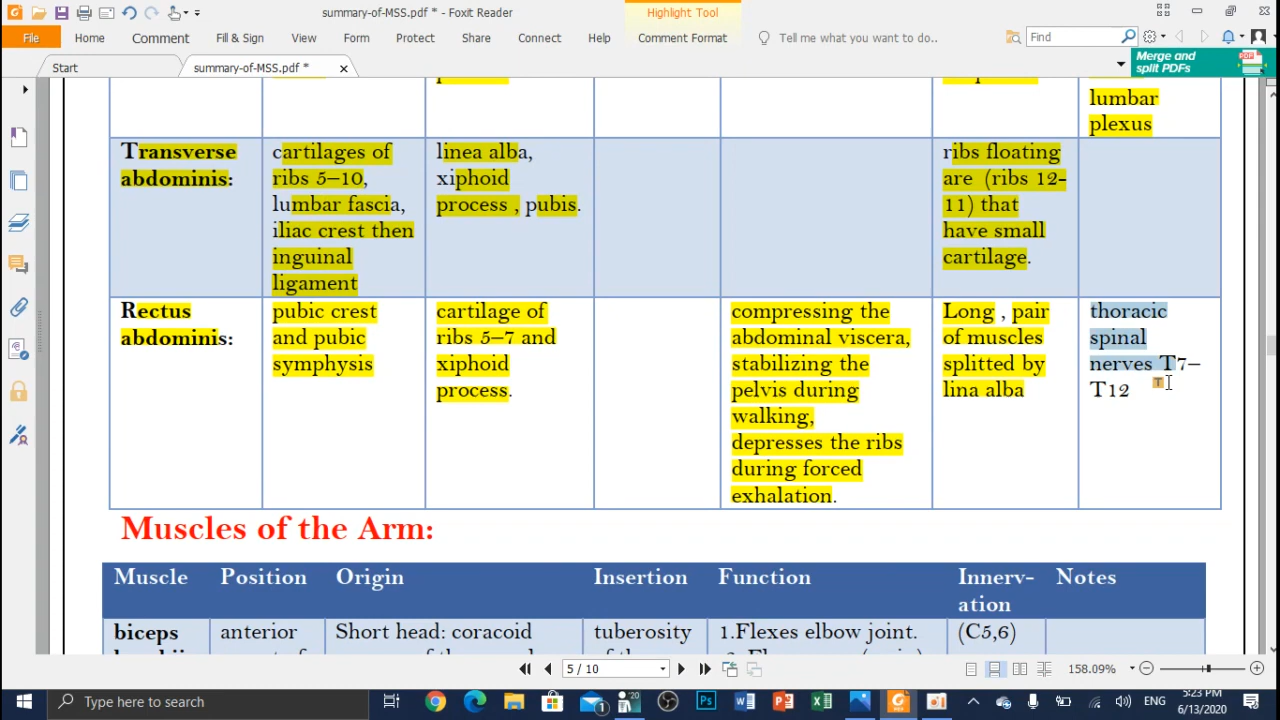 summary-of-MSS.pdf * - Foxit Reader
Highlight Tool
File
Home
Comment
Fill & Sign
View
Form
Protect
Share
Connect
Help
Comment Format
Tell me what you want to do..
Find
Start
summary-of-MSS.pdf *
Merge and
split PDFs
lumbar
plexus
Transverse
abdominis:
cartilages of
ribs 5–10,
lumbar fascia,
iliac crest then
inguinal
ligament
linea alba,
xiphoid
process , pubis.
ribs floating
are (ribs 12-
11) that
have small
cartilage.
Rectus
abdominis:
pubic crest
and pubic
symphysis
cartilage of
ribs 5–7 and
xiphoid
process.
compressing the
abdominal viscera,
stabilizing the
pelvis during
walking,
depresses the ribs
during forced
exhalation.
Long , pair
of muscles
splitted by
lina alba
thoracic
spinal
nerves T7–
T12
Muscles of the Arm:
Muscle
Position
Origin
Insertion
Function
Innerv-
ation
Notes
biceps
anterior
Short head: coracoid
tuberosity
1.Flexes elbow joint.
(C5,6)
5 / 10
158.09%
Type here to search
ENG
5:23 PM
6/13/2020